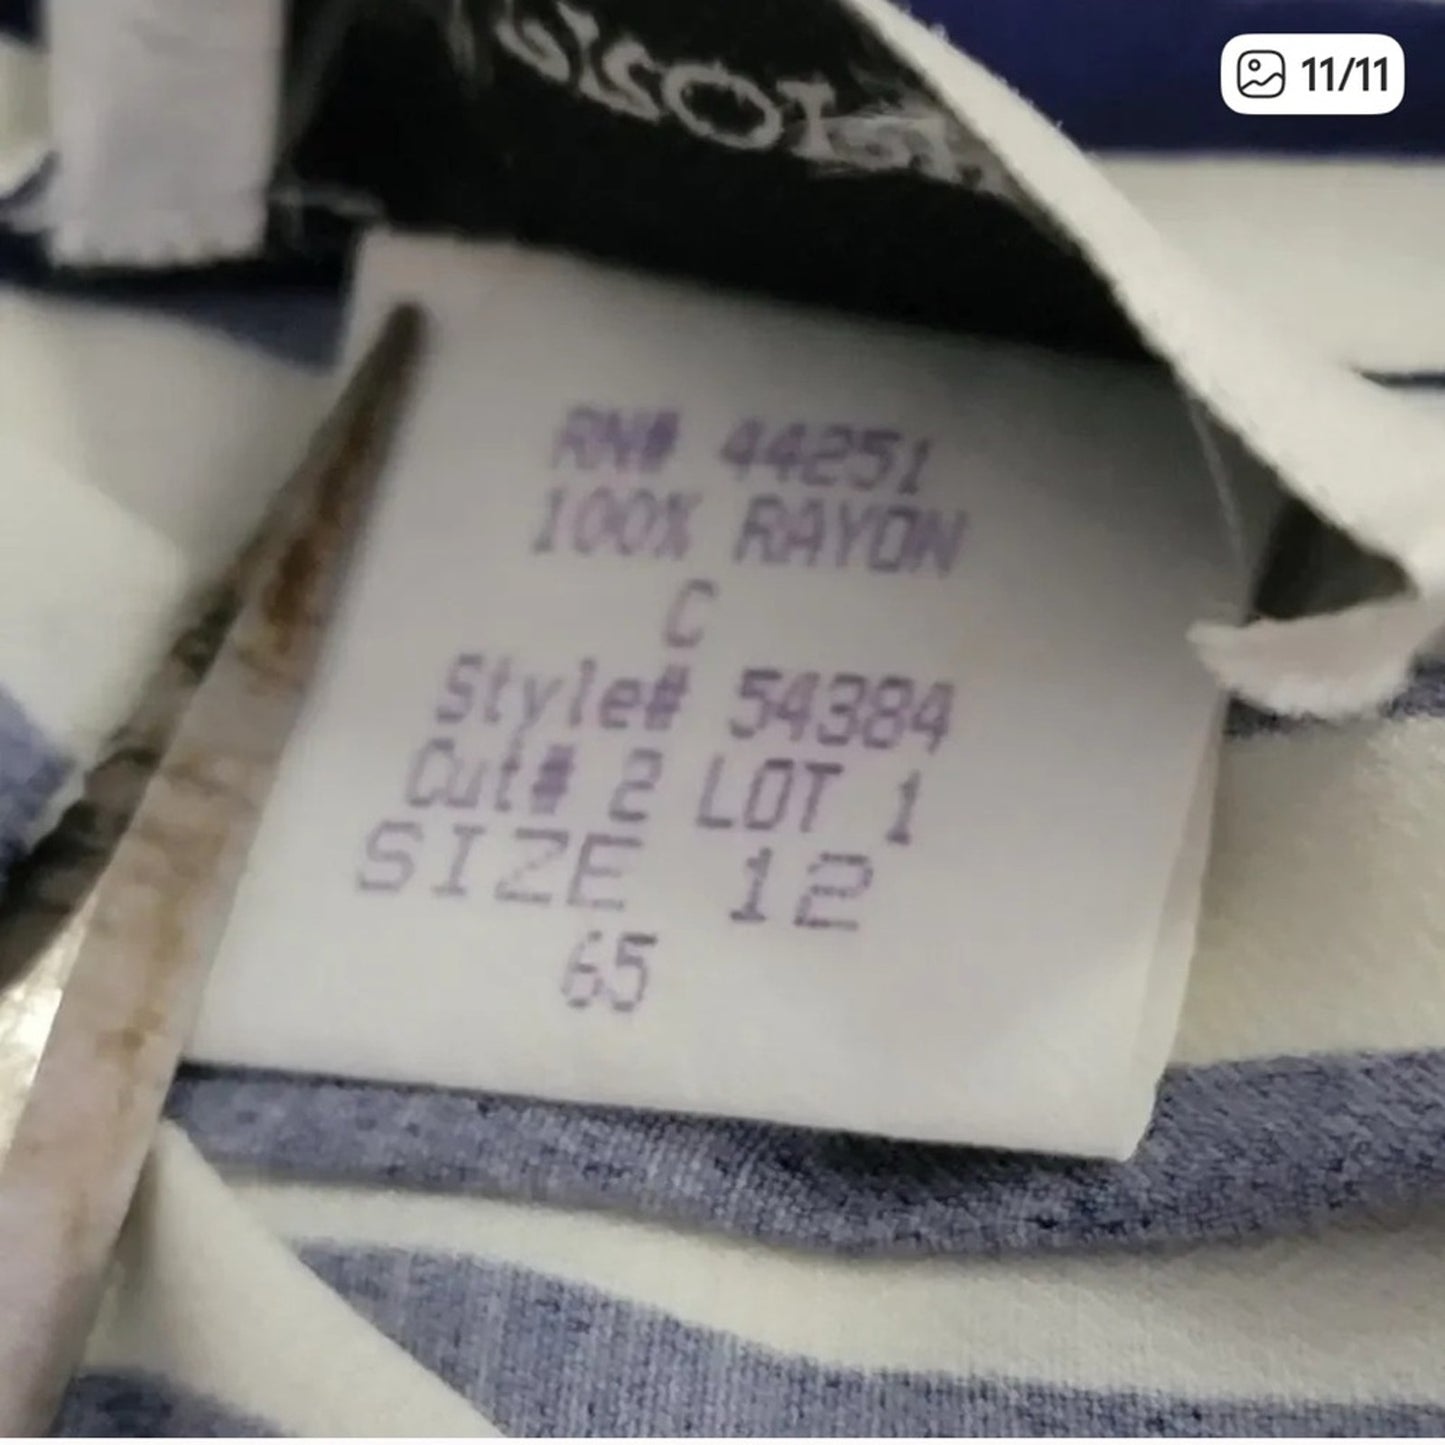 11/11
RN# 44251
100% RAYON
C
Style# 54384
Cut# 2 LOT 1
SIZE 12
65